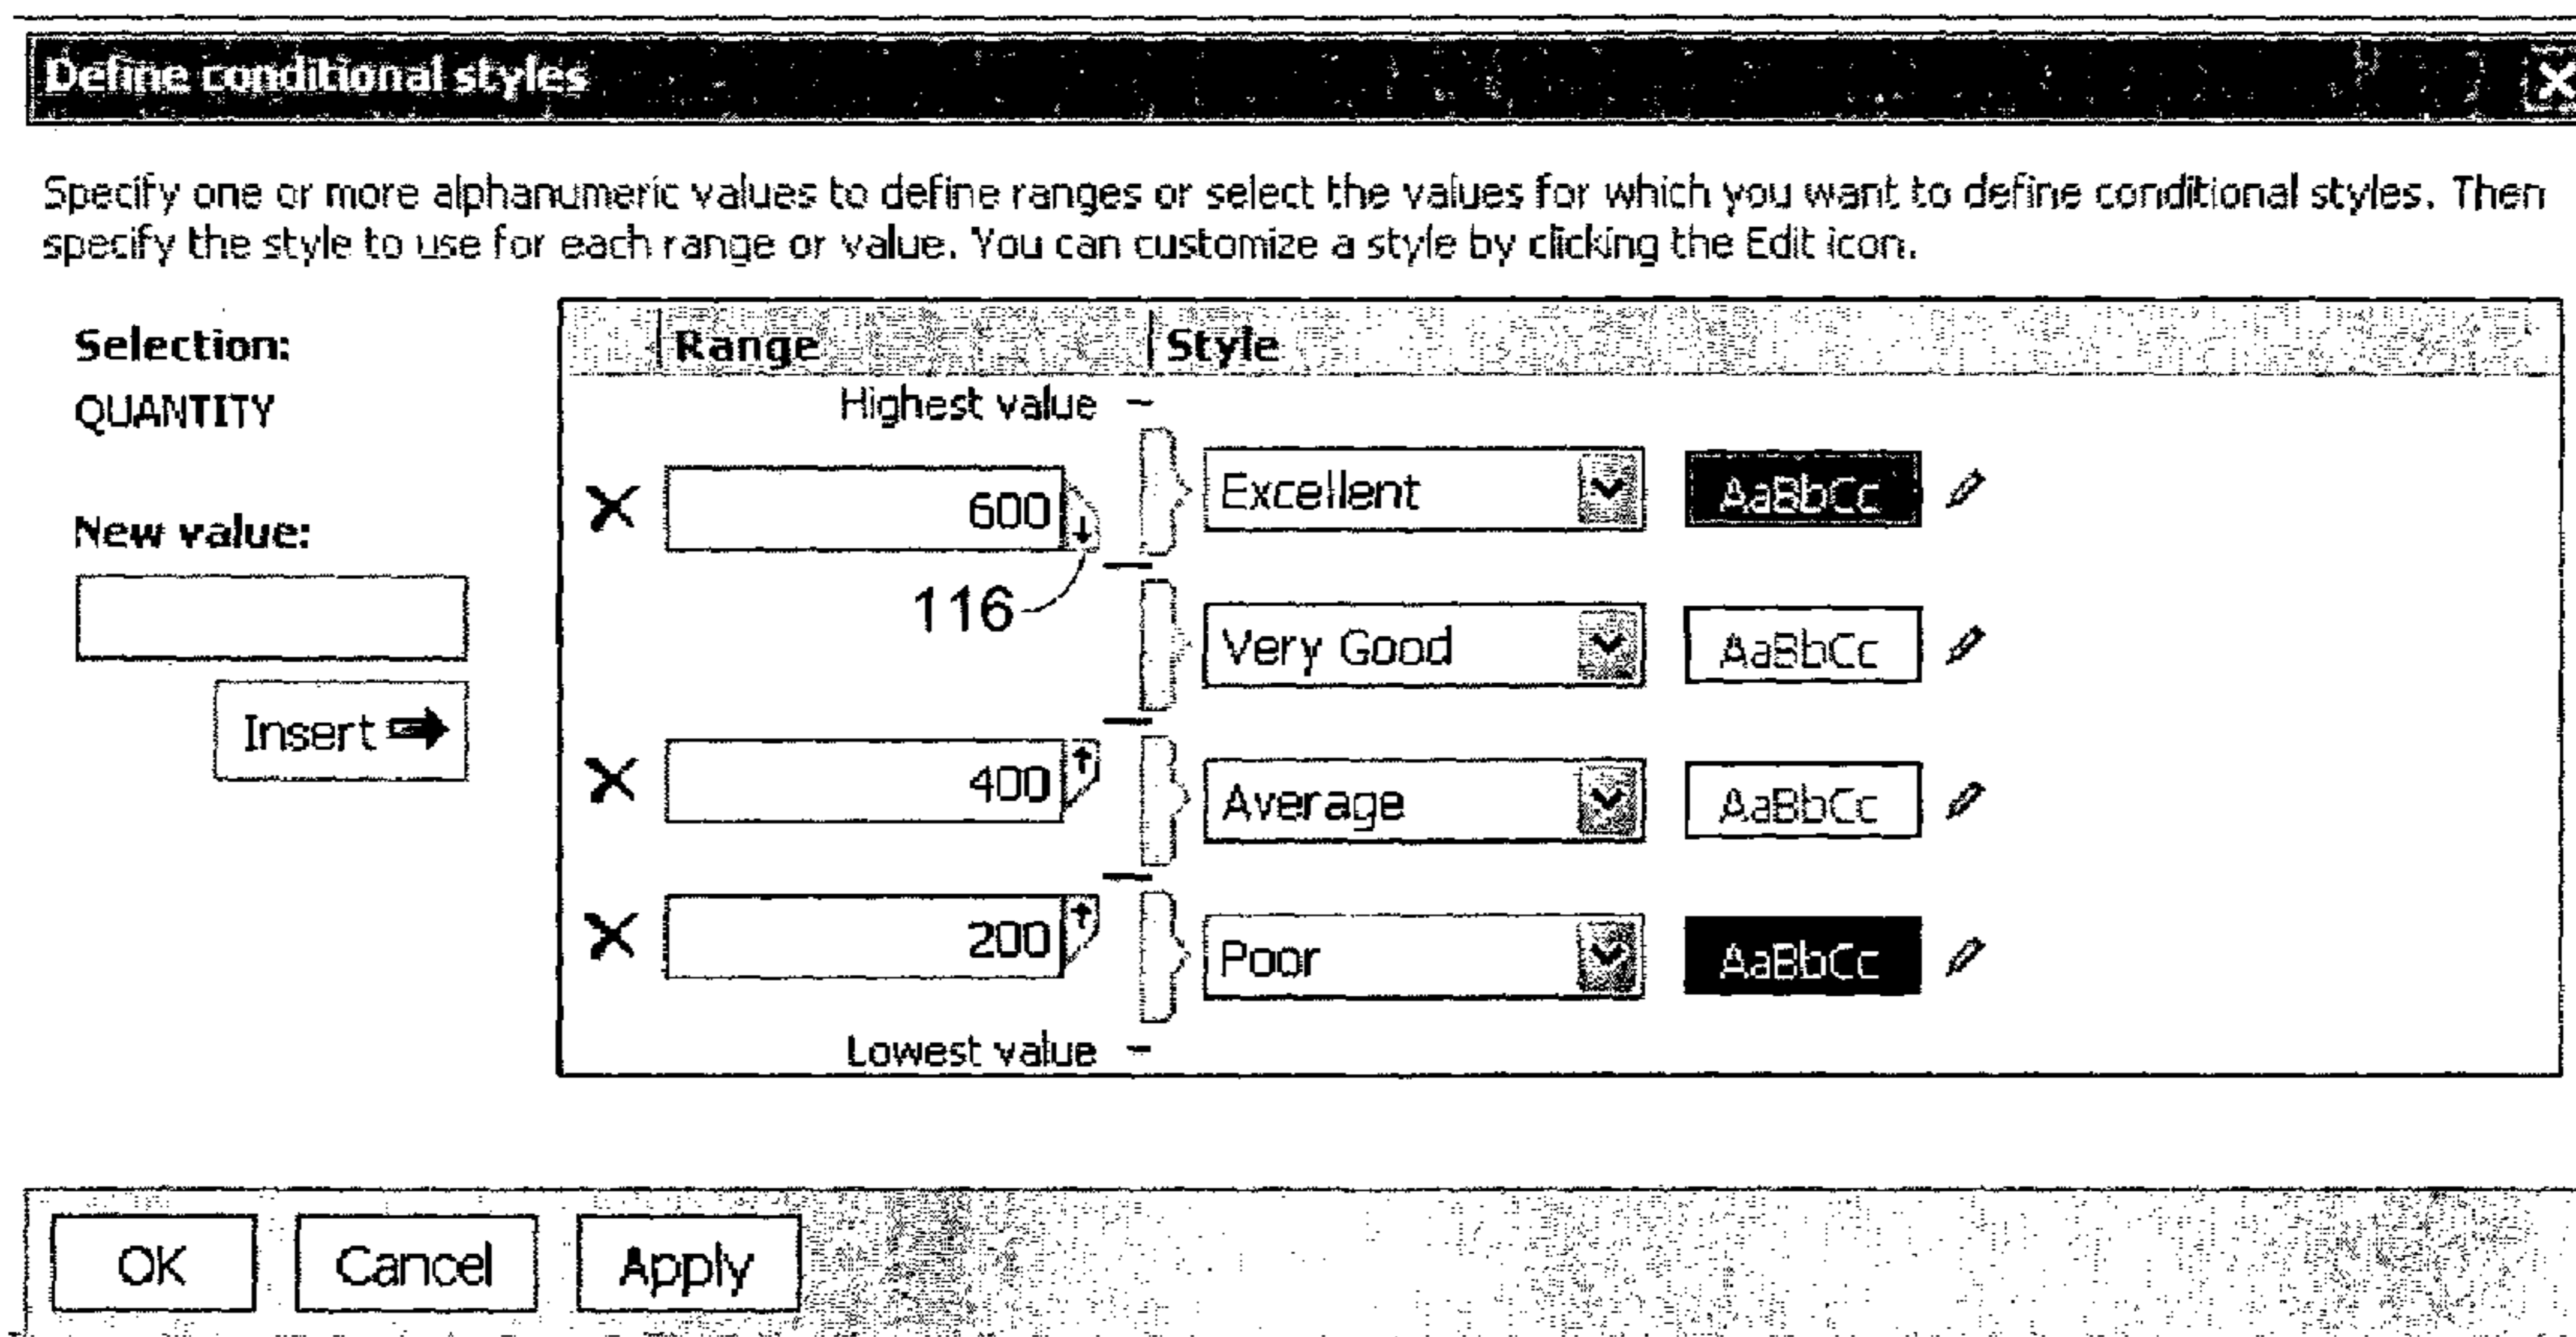 Define conditional styles
Specify one or more alphanumeric values to define ranges or select the values for which you want to define conditional styles. Then
specify the style to use for each range or value. You can customize a style by clicking the Edit icon.
Selection:
QUANTITY
New value:
Insert
Range Style
Highest value
600 Excellent AaBbCc
116
Very Good AaBbCc
400 Average AaBbCc
200 Poor AaBbCc
Lowest value
OK Cancel Apply